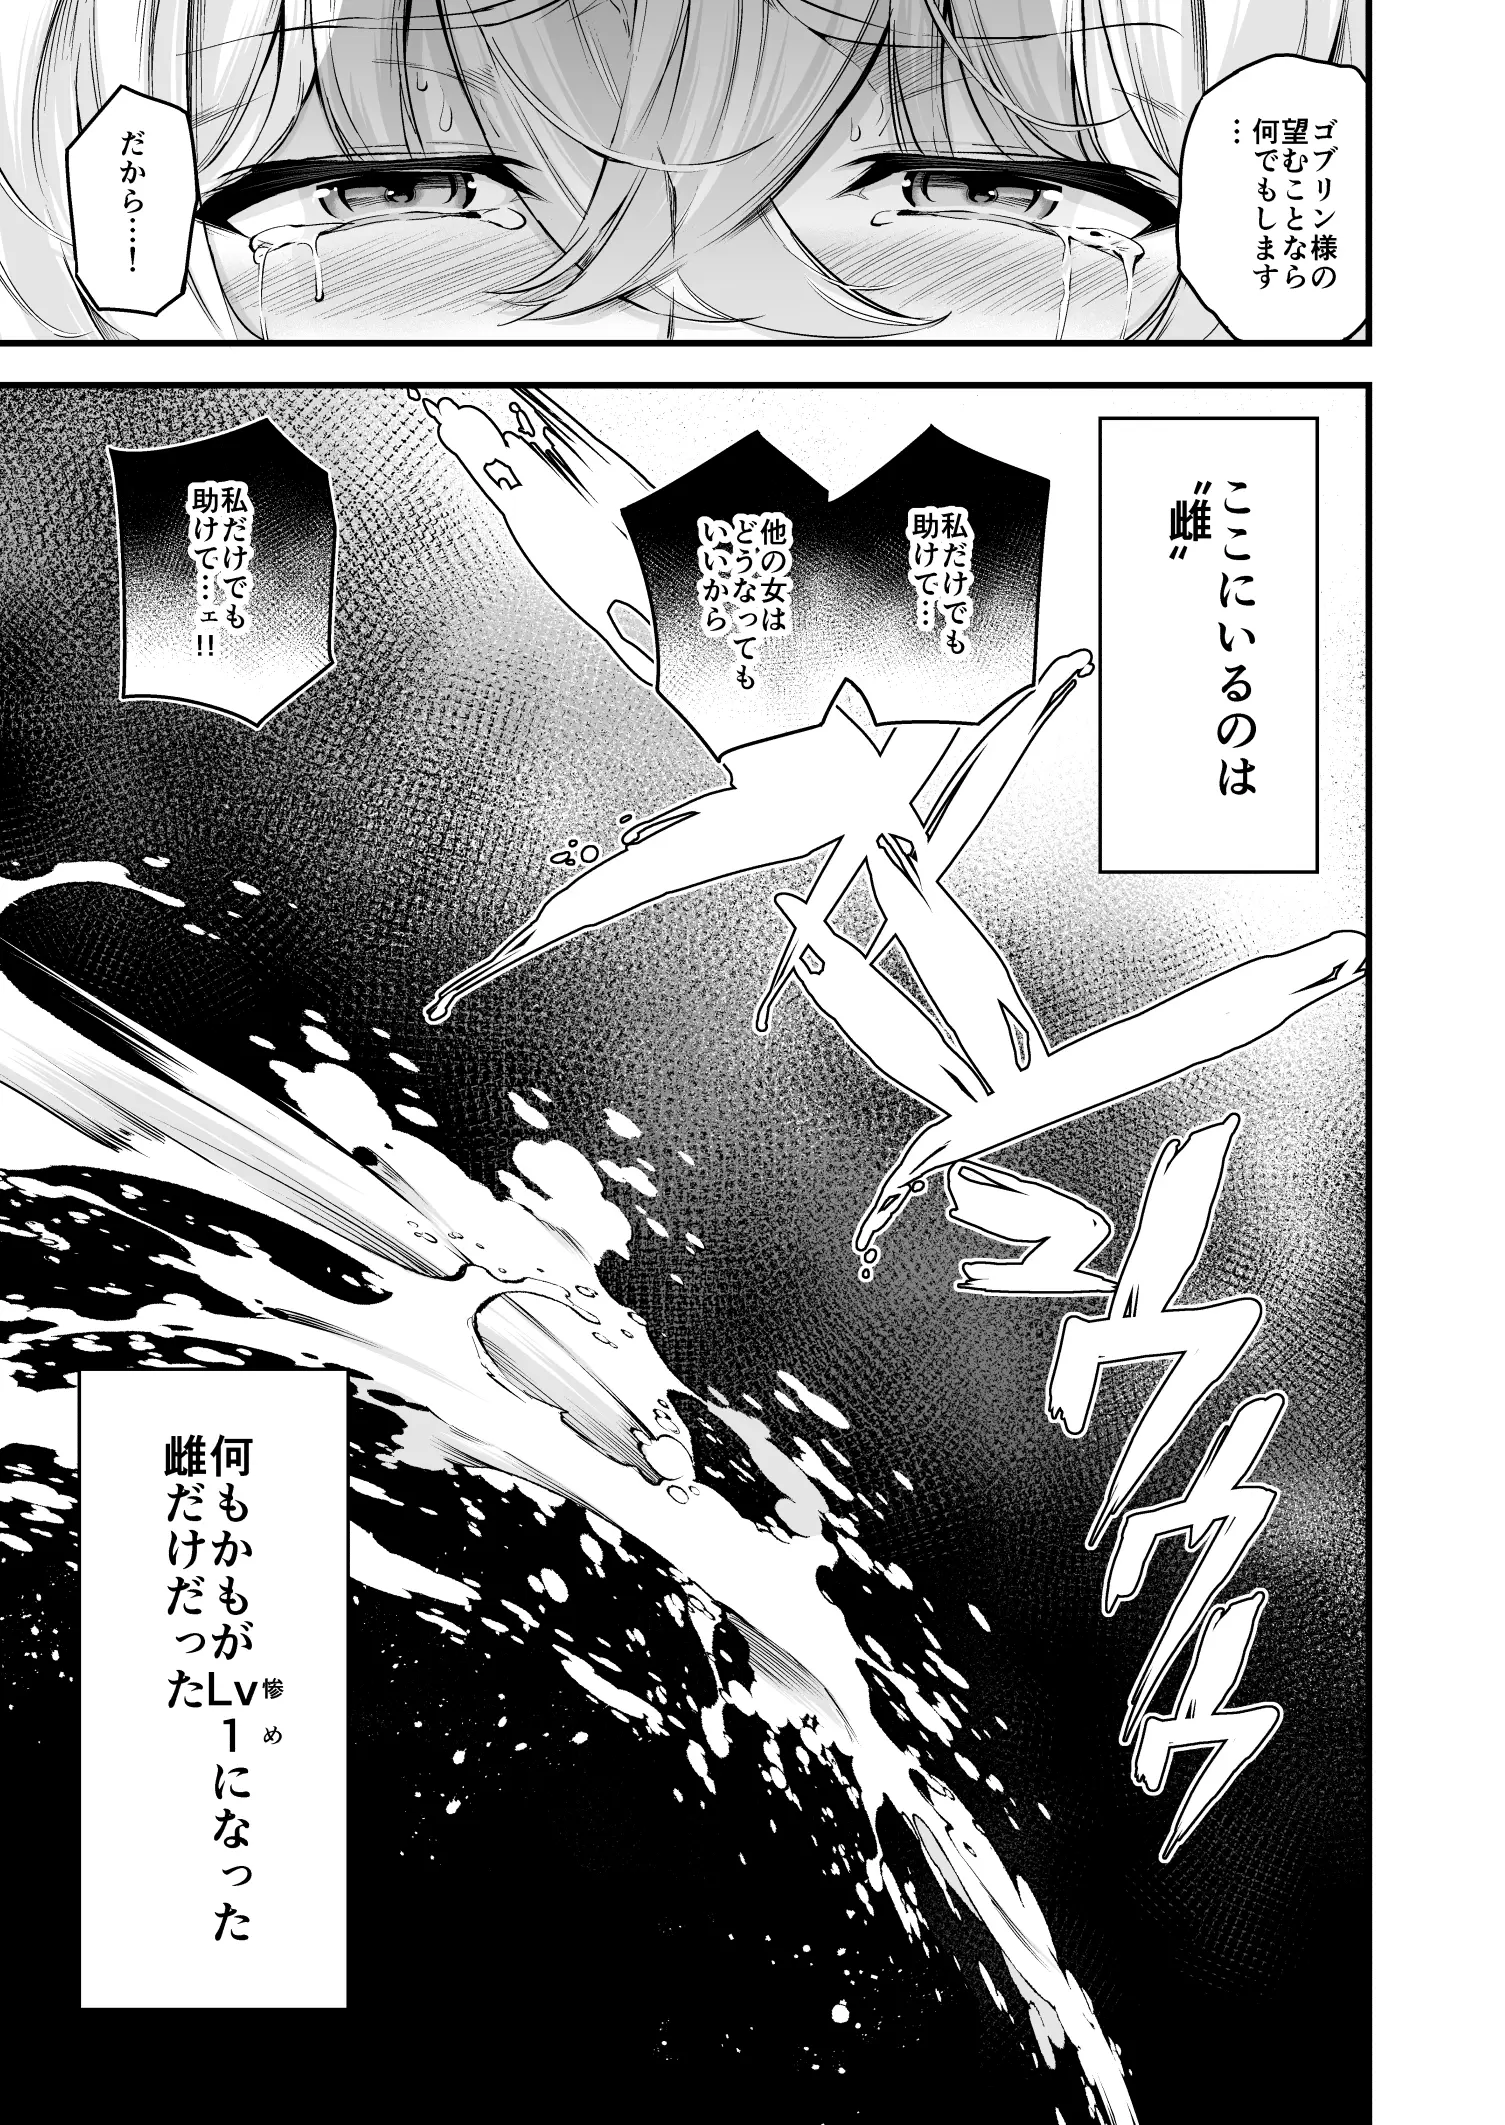 ゴブリン様の
望むことなら
何でもします
…
だから…！
ここにいるのは
〝雌〟
私だけでも
助けて…
他の女は
どうなっても
いいから
私だけでも
助けて…ェ!!
何もかもがLv1になった
惨め
雌だけだった